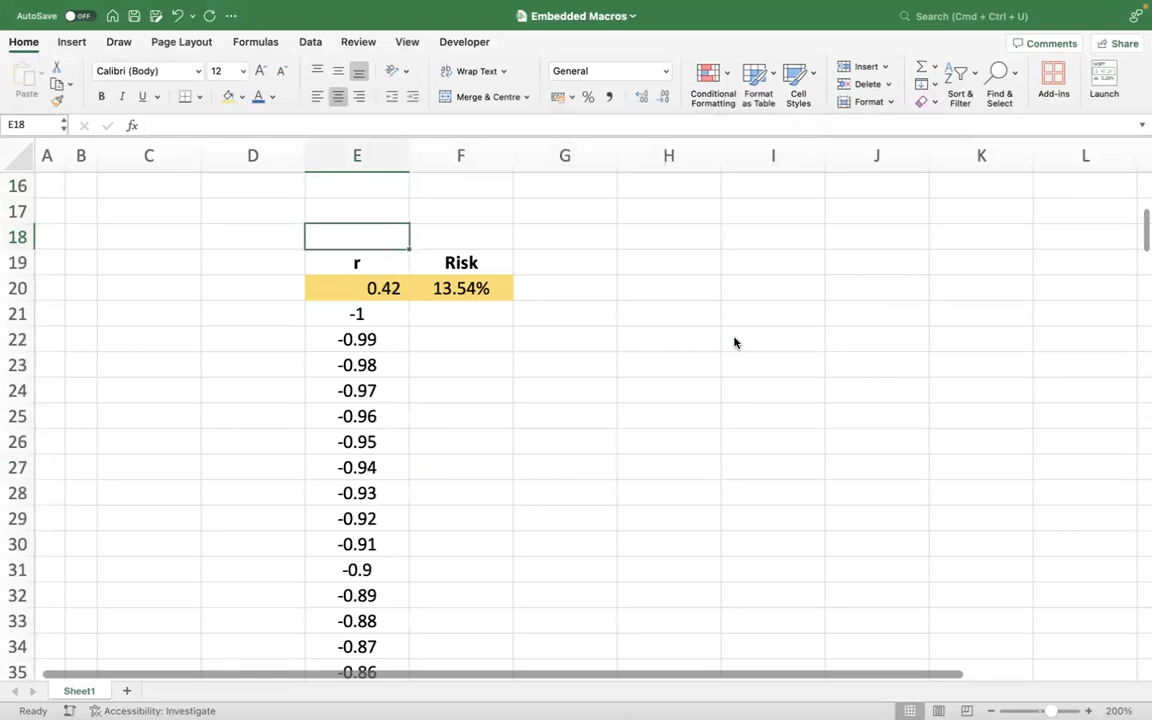 AutoSave OFF ... Embedded Macros Search (Cmd + Ctrl + U)
Home Insert Draw Page Layout Formulas Data Review View Developer Comments Share
Paste
Calibri (Body) 12 A A
B I U A
Wrap Text
Merge & Centre
General
% 9
Conditional Formatting
Format as Table
Cell Styles
Insert
Delete
Format
Sort & Filter
Find & Select
Add-ins
Launch
E18 fx
A B C D E F G H I J K L
16
17
18
19 r Risk
20 0.42 13.54%
21 -1
22 -0.99
23 -0.98
24 -0.97
25 -0.96
26 -0.95
27 -0.94
28 -0.93
29 -0.92
30 -0.91
31 -0.9
32 -0.89
33 -0.88
34 -0.87
35 -0.86
Sheet1 +
Ready Accessibility: Investigate 200%